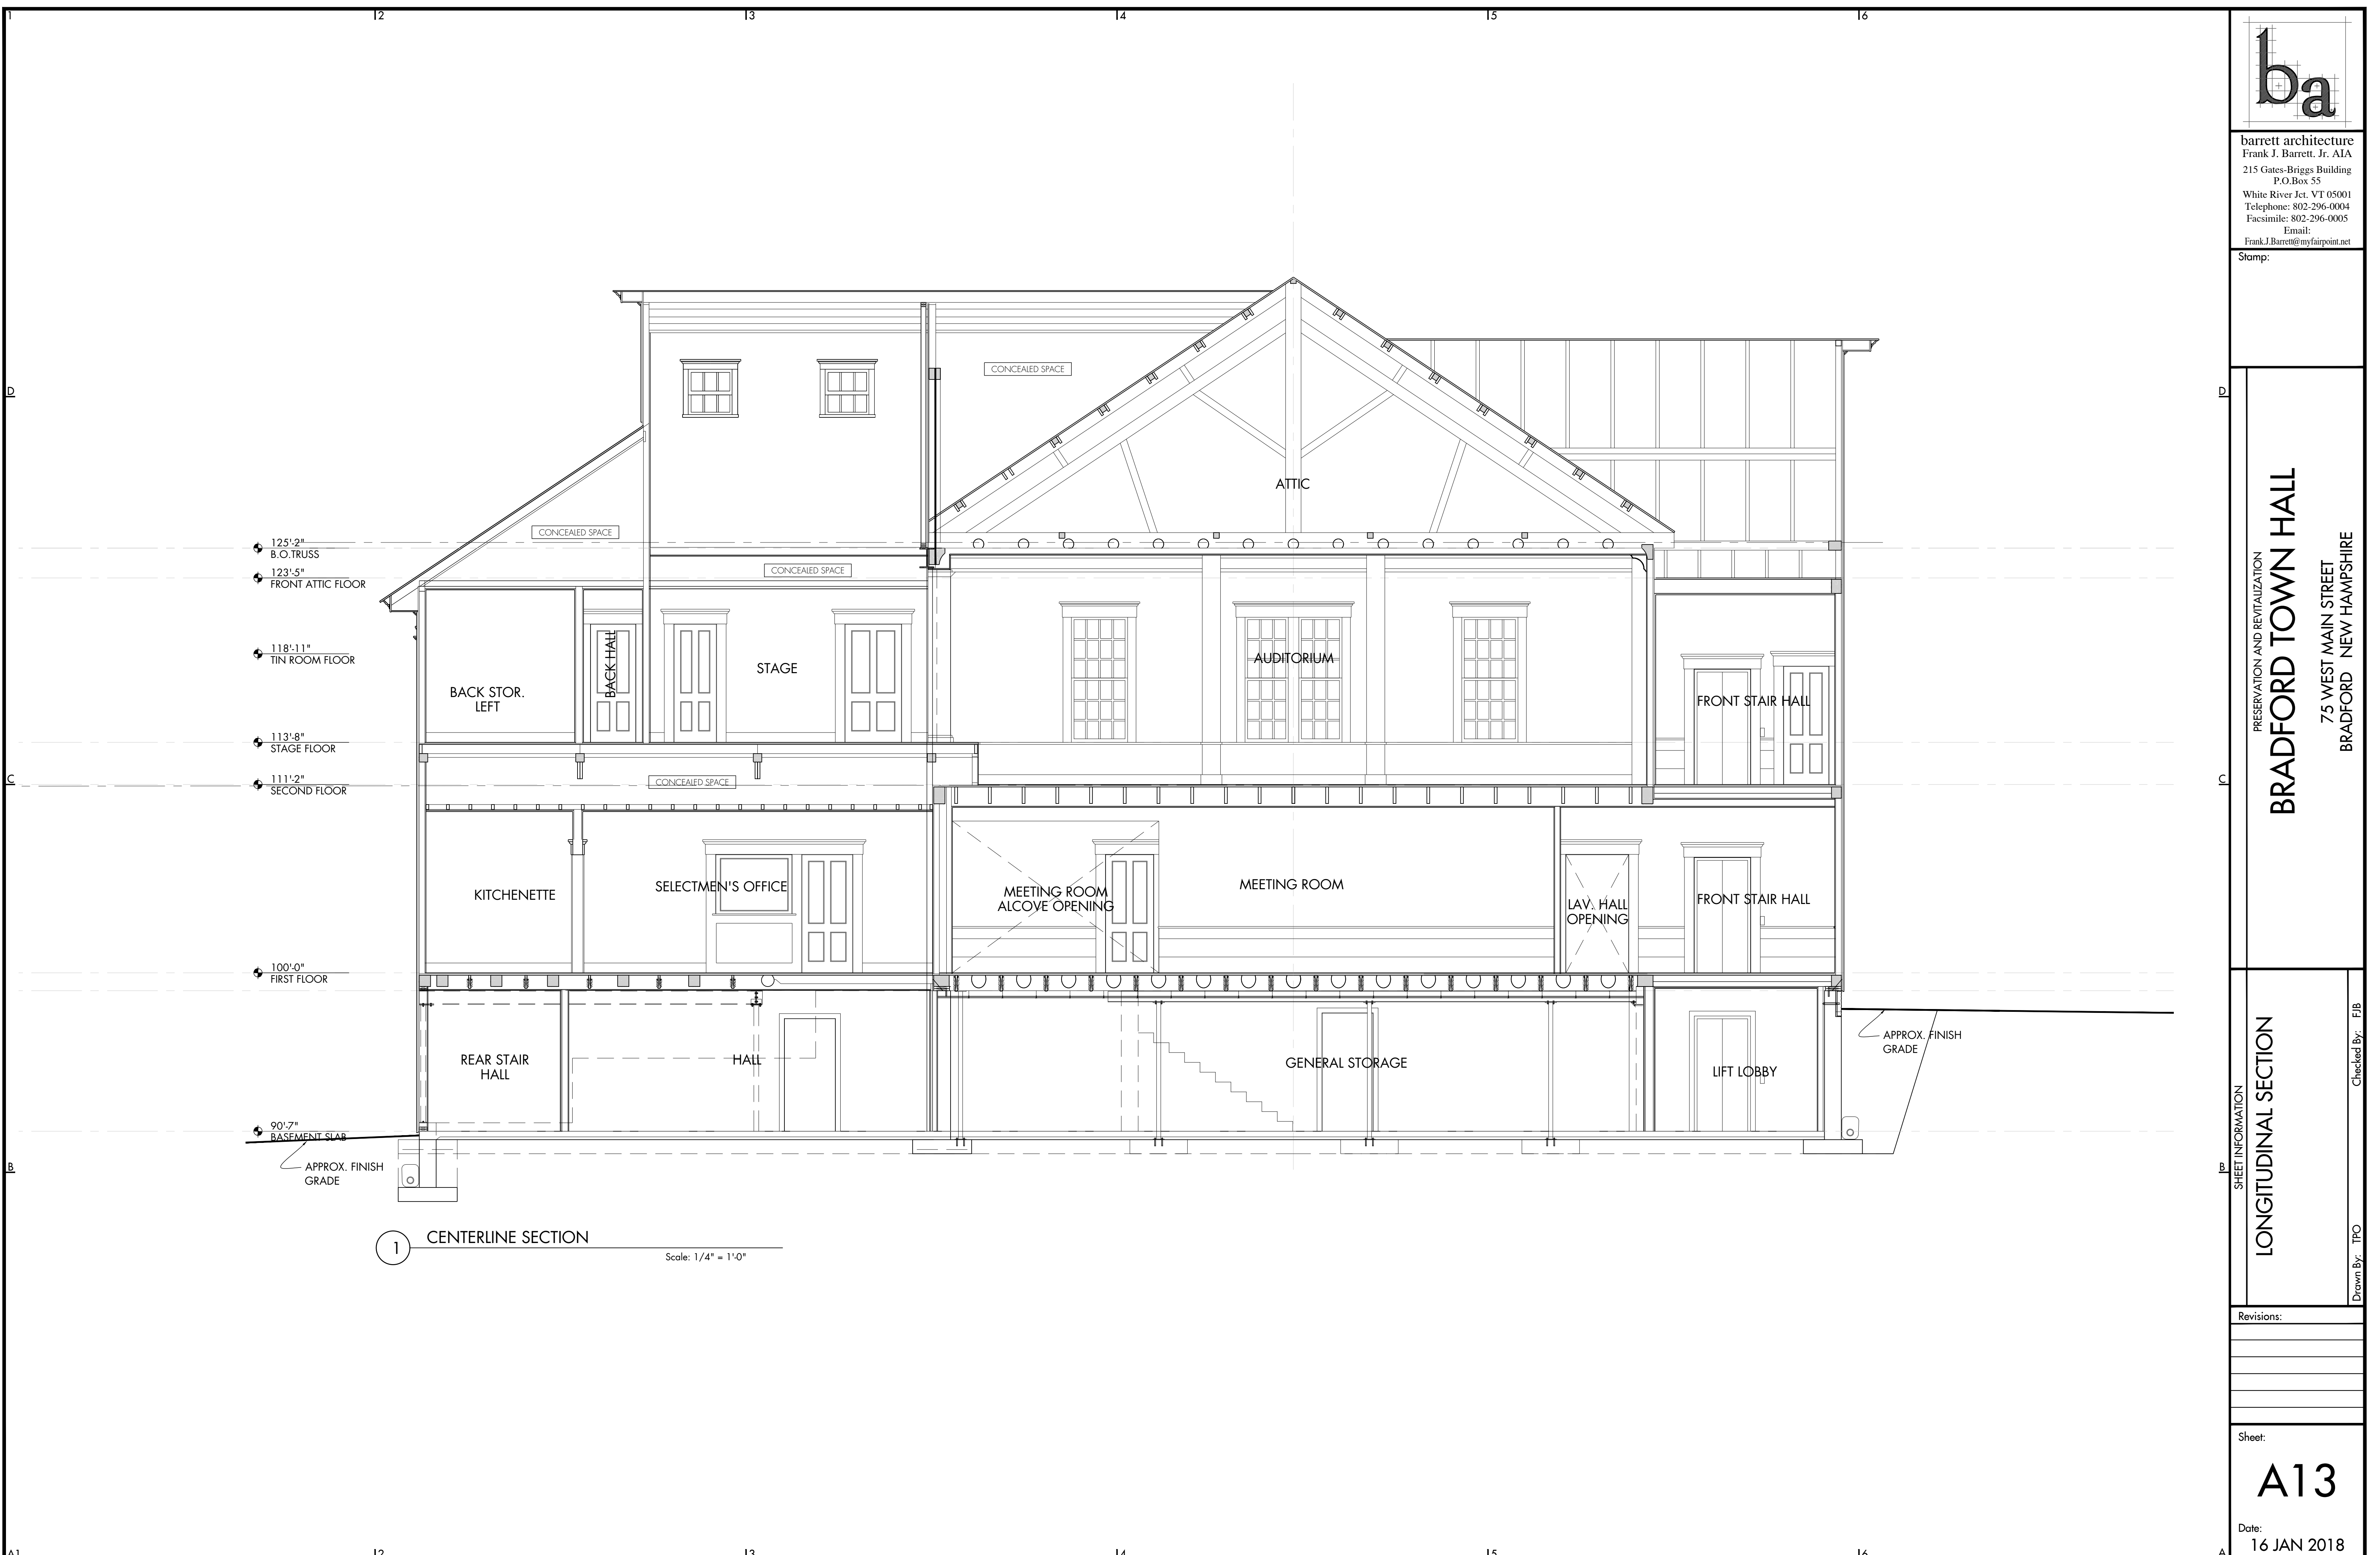 1
2
3
4
5
6
ba
barrett architecture
Frank J. Barrett. Jr. AIA
215 Gates-Briggs Building
P.O.Box 55
White River Jct. VT 05001
Telephone: 802-296-0004
Facsimile: 802-296-0005
Email:
Frank.J.Barrett@myfairpoint.net
Stamp:
D
D
CONCEALED SPACE
ATTIC
CONCEALED SPACE
125'-2"
B.O.TRUSS
CONCEALED SPACE
123'-5"
FRONT ATTIC FLOOR
118'-11"
TIN ROOM FLOOR
BACK STOR.
LEFT
BACK HALL
STAGE
AUDITORIUM
FRONT STAIR HALL
113'-8"
STAGE FLOOR
C
C
111'-2"
SECOND FLOOR
CONCEALED SPACE
KITCHENETTE
SELECTMEN'S OFFICE
MEETING ROOM
ALCOVE OPENING
MEETING ROOM
LAV. HALL
OPENING
FRONT STAIR HALL
100'-0"
FIRST FLOOR
REAR STAIR
HALL
HALL
GENERAL STORAGE
LIFT LOBBY
APPROX. FINISH
GRADE
90'-7"
BASEMENT SLAB
APPROX. FINISH
GRADE
B
B
1
CENTERLINE SECTION
Scale: 1/4" = 1'-0"
PRESERVATION AND REVITALIZATION
BRADFORD TOWN HALL
75 WEST MAIN STREET
BRADFORD NEW HAMPSHIRE
SHEET INFORMATION
LONGITUDINAL SECTION
Drawn By: TPO
Checked By: FJB
Revisions:
Sheet:
A13
Date:
16 JAN 2018
A1
2
3
4
5
6
A